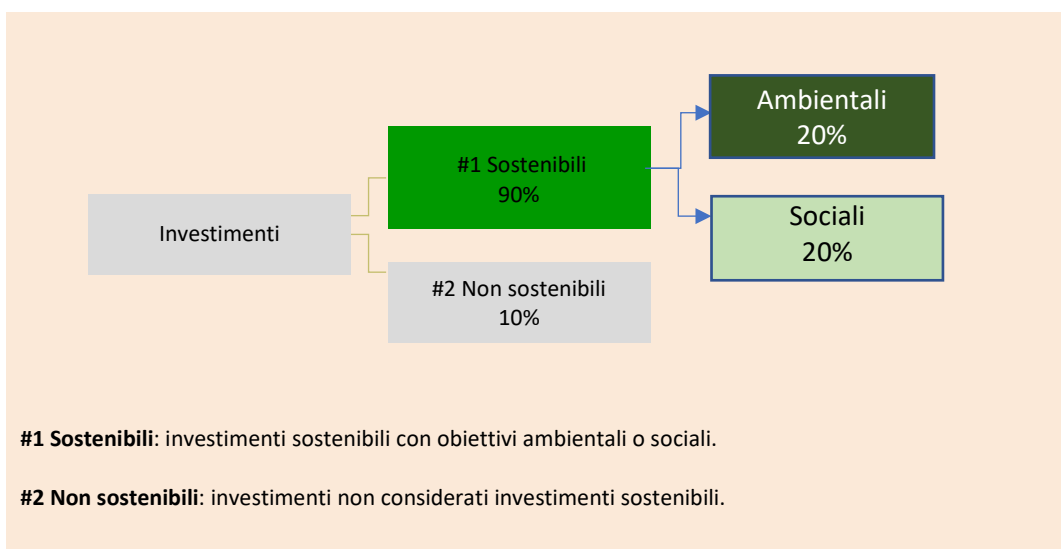 Investimenti
#1 Sostenibili
90%
#2 Non sostenibili
10%
Ambientali
20%
Sociali
20%
#1 Sostenibili: investimenti sostenibili con obiettivi ambientali o sociali.
#2 Non sostenibili: investimenti non considerati investimenti sostenibili.